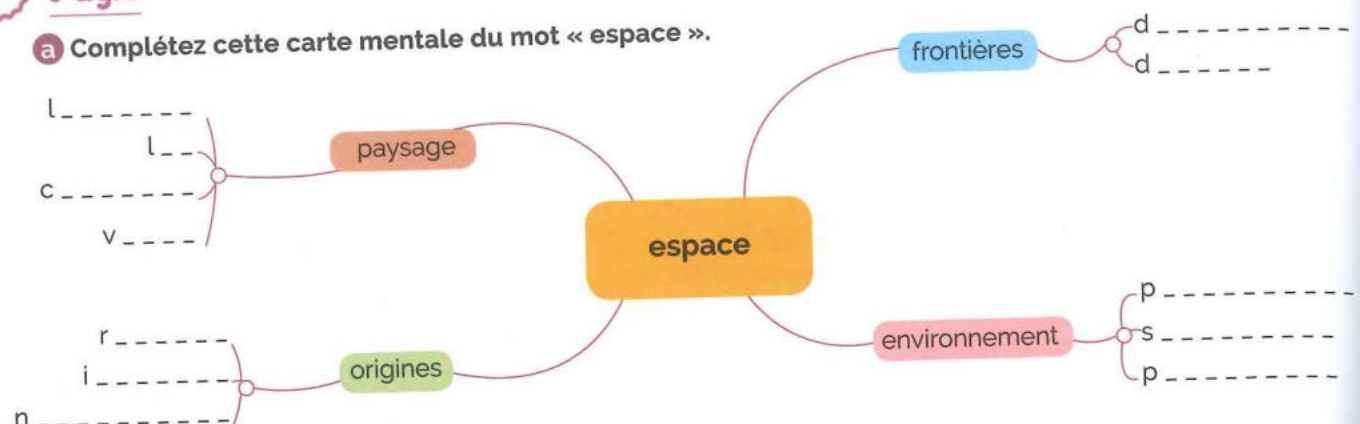 a Complétez cette carte mentale du mot « espace ».
frontières
d _ _ _ _ _ _ _ _ _ _ _
d _ _ _ _ _ _
l _ _ _ _ _ _ _
l _ _
paysage
c _ _ _ _ _ _ _ _
v _ _ _ _
espace
p _ _ _ _ _ _ _ _ _ _ _
environnement
s _ _ _ _ _ _ _ _ _
p _ _ _ _ _ _ _ _ _ _
r _ _ _ _ _ _
origines
i _ _ _ _ _ _ _
n _ _ _ _ _ _ _ _ _ _ _